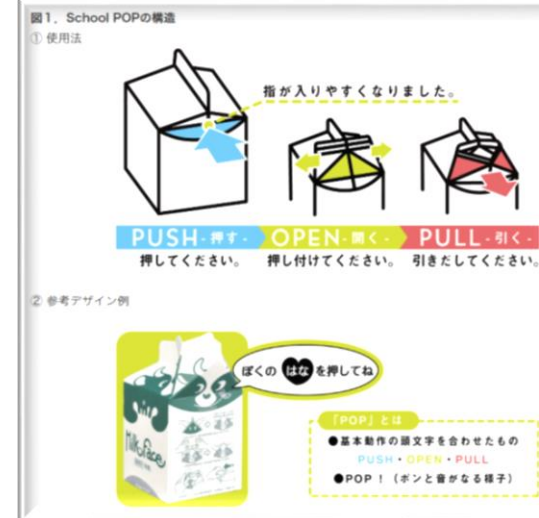 図1．School POPの構造
① 使用法
指が入りやすくなりました。
PUSH - 押す -
OPEN - 開く -
PULL - 引く -
押してください。
押し付けてください。
引きだしてください。
② 参考デザイン例
ぼくの はな を押してね
Milk face
「POP」とは
●基本動作の頭文字を合わせたもの
PUSH・OPEN・PULL
●POP！（ポンと音がなる様子）